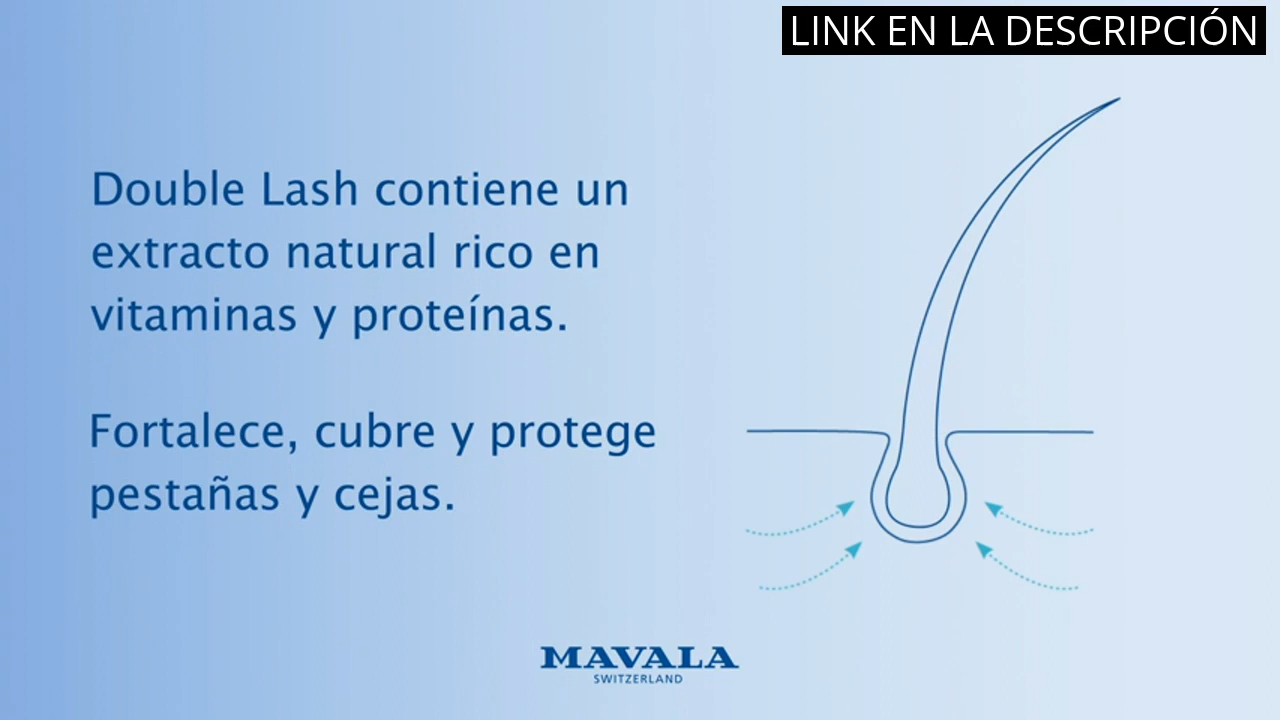 LINK EN LA DESCRIPCIÓN
Double Lash contiene un
extracto natural rico en
vitaminas y proteínas.
Fortalece, cubre y protege
pestañas y cejas.
MAVALA
SWITZERLAND